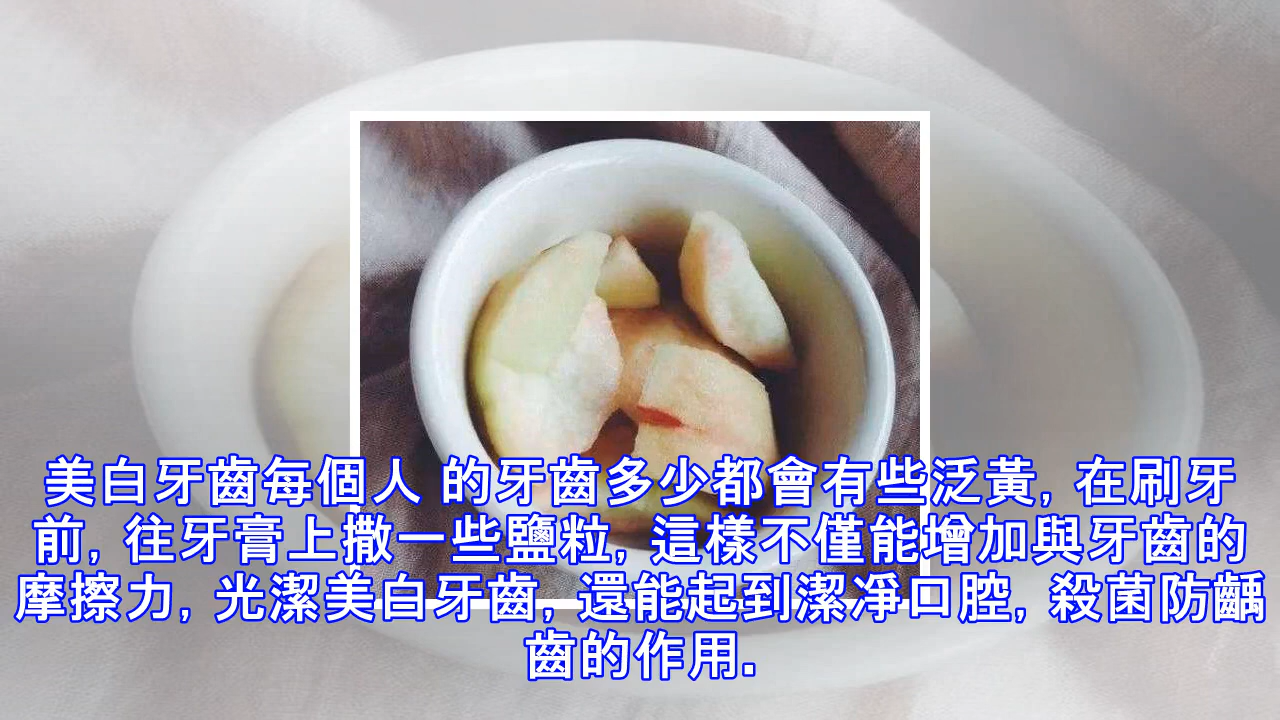 美白牙齒每個人 的牙齒多少都會有些泛黃, 在刷牙
前, 往牙膏上撒一些鹽粒, 這樣不僅能增加與牙齒的
摩擦力, 光潔美白牙齒, 還能起到潔凈口腔, 殺菌防齲
齒的作用.